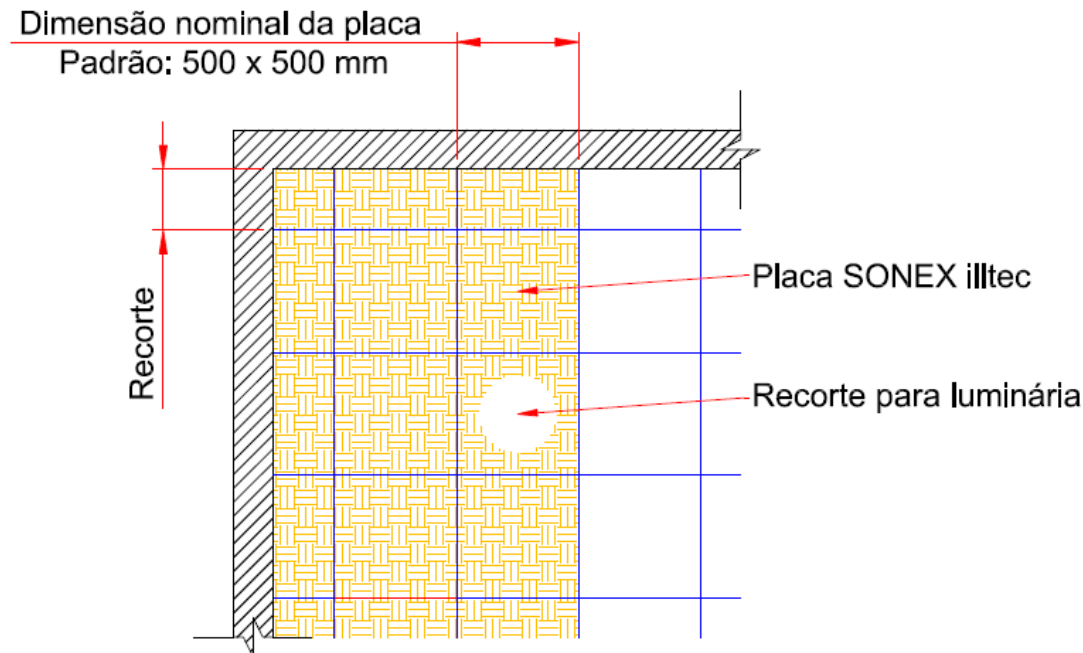 Dimensão nominal da placa
Padrão: 500 x 500 mm
Recorte
Placa SONEX illtec
Recorte para luminária